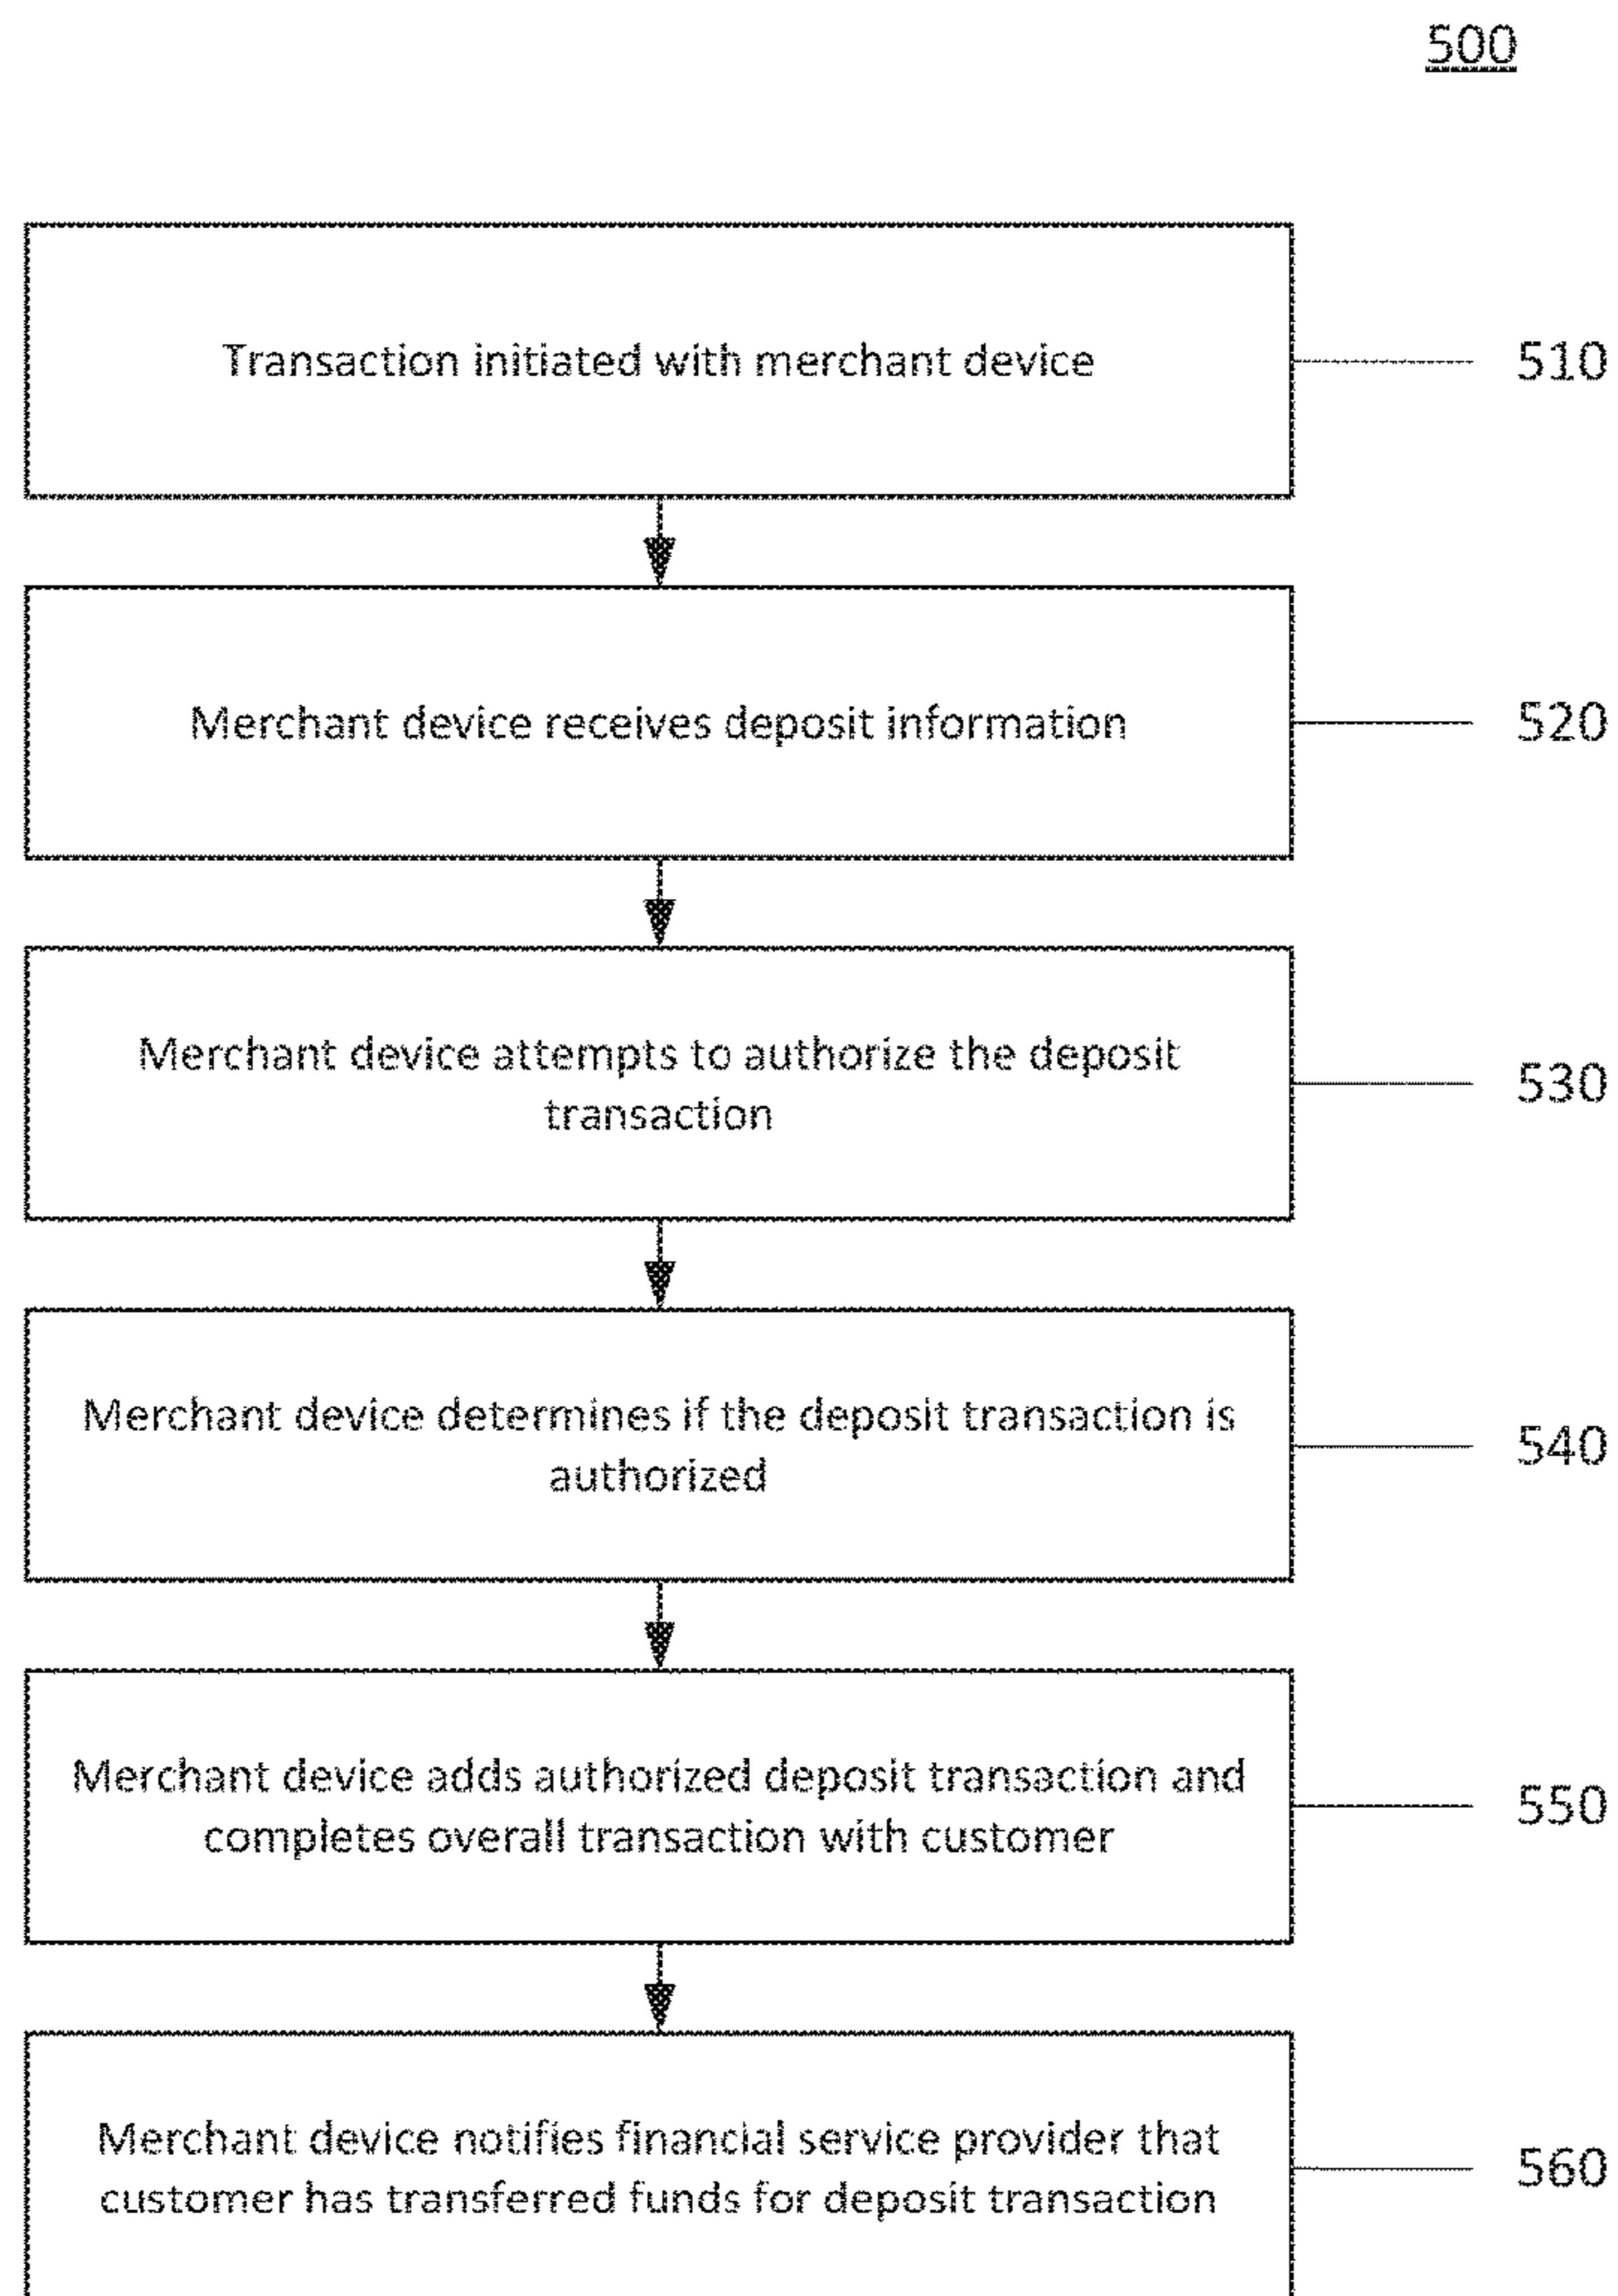 500
Transaction initiated with merchant device
510
Merchant device receives deposit information
520
Merchant device attempts to authorize the deposit
transaction
530
Merchant device determines if the deposit transaction is
authorized
540
Merchant device adds authorized deposit transaction and
completes overall transaction with customer
550
Merchant device notifies financial service provider that
customer has transferred funds for deposit transaction
560